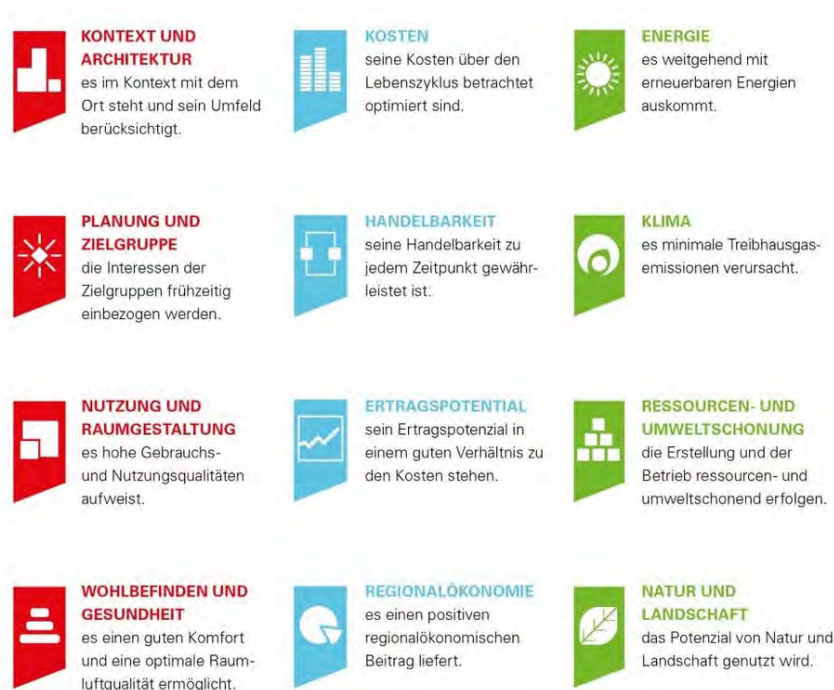 KONTEXT UND
ARCHITEKTUR
es im Kontext mit dem
Ort steht und sein Umfeld
berücksichtigt.
KOSTEN
seine Kosten über den
Lebenszyklus betrachtet
optimiert sind.
ENERGIE
es weitgehend mit
erneuerbaren Energien
auskommt.
PLANUNG UND
ZIELGRUPPE
die Interessen der
Zielgruppen frühzeitig
einbezogen werden.
HANDELBARKEIT
seine Handelbarkeit zu
jedem Zeitpunkt gewähr-
leistet ist.
KLIMA
es minimale Treibhausgas-
emissionen verursacht.
NUTZUNG UND
RAUMGESTALTUNG
es hohe Gebrauchs-
und Nutzungsqualitäten
aufweist.
ERTRAGSPOTENTIAL
sein Ertragspotenzial in
einem guten Verhältnis zu
den Kosten stehen.
RESSOURCEN- UND
UMWELTSCHONUNG
die Erstellung und der
Betrieb ressourcen- und
umweltschonend erfolgen.
WOHLBEFINDEN UND
GESUNDHEIT
es einen guten Komfort
und eine optimale Raum-
luftqualität ermöglicht.
REGIONALÖKONOMIE
es einen positiven
regionalökonomischen
Beitrag liefert.
NATUR UND
LANDSCHAFT
das Potenzial von Natur und
Landschaft genutzt wird.